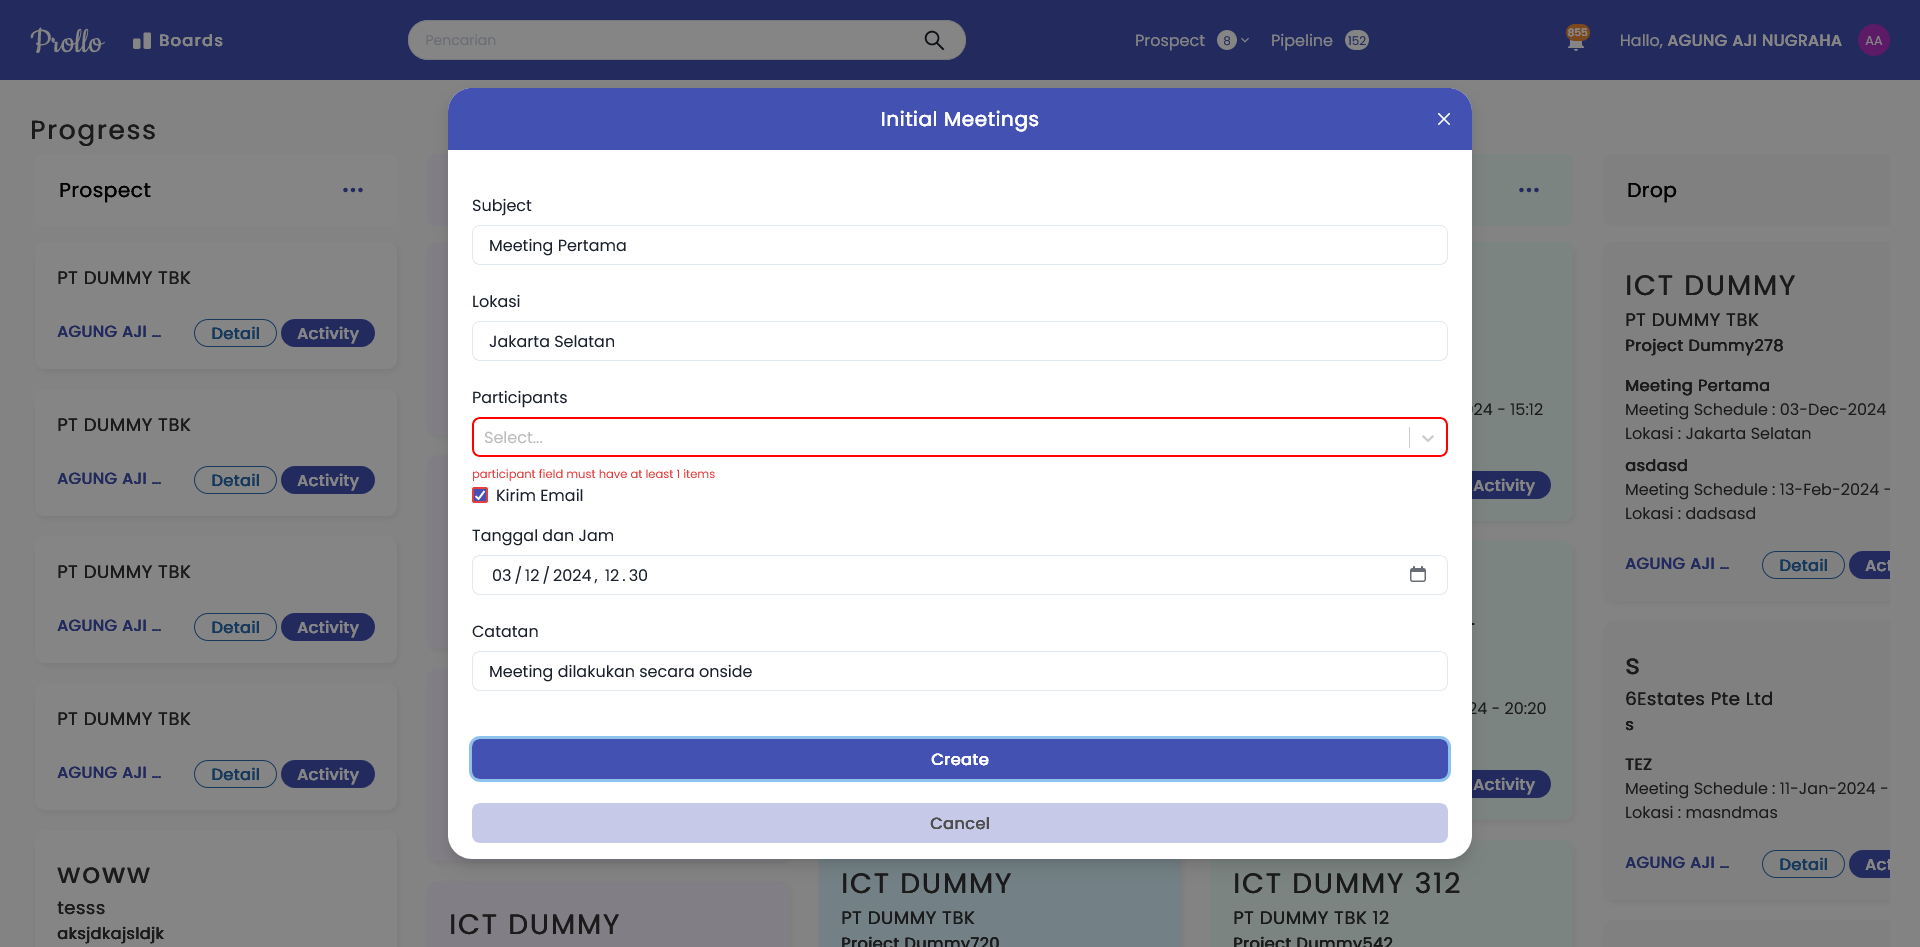 Prollo
Boards
Pencarian
Prospect 8
Pipeline 152
855
Hallo, AGUNG AJI NUGRAHA
AA
Progress
Prospect
PT DUMMY TBK
AGUNG AJI ...
Detail
Activity
PT DUMMY TBK
AGUNG AJI ...
Detail
Activity
PT DUMMY TBK
AGUNG AJI ...
Detail
Activity
PT DUMMY TBK
AGUNG AJI ...
Detail
Activity
WOWW
tesss
aksjdkajsldjk
Initial Meetings
Subject
Meeting Pertama
Lokasi
Jakarta Selatan
Participants
Select...
participant field must have at least 1 items
Kirim Email
Tanggal dan Jam
03/12/2024, 12.30
Catatan
Meeting dilakukan secara onside
Create
Cancel
ICT DUMMY
ICT DUMMY
PT DUMMY TBK
Project Dummy720
ICT DUMMY 312
PT DUMMY TBK 12
Project Dummy542
24 - 15:12
Activity
24 - 20:20
Activity
Drop
ICT DUMMY
PT DUMMY TBK
Project Dummy278
Meeting Pertama
Meeting Schedule : 03-Dec-2024
Lokasi : Jakarta Selatan
asdasd
Meeting Schedule : 13-Feb-2024 -
Lokasi : dadsasd
AGUNG AJI ...
Detail
Act
S
6Estates Pte Ltd
s
TEZ
Meeting Schedule : 11-Jan-2024 -
Lokasi : masndmas
AGUNG AJI ...
Detail
Act